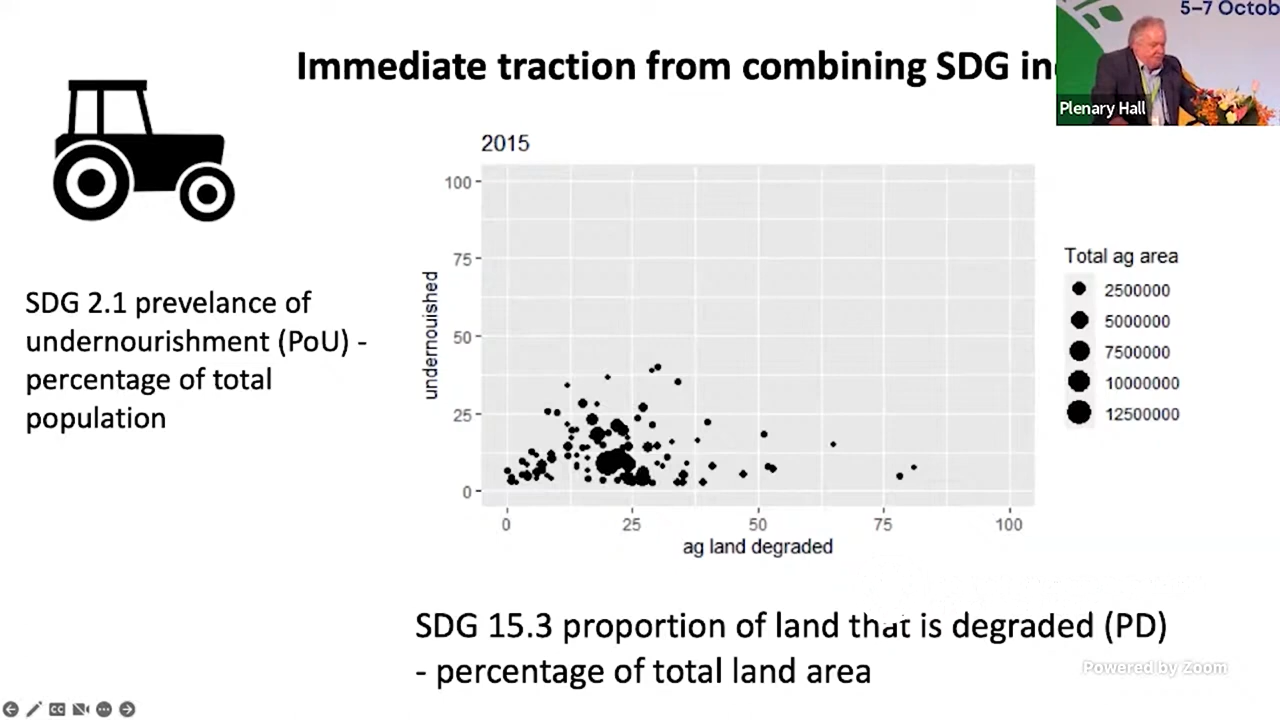 5–7 Octob
Immediate traction from combining SDG in
Plenary Hall
2015
100
75
50
25
0
undernouished
0 25 50 75 100
ag land degraded
Total ag area
2500000
5000000
7500000
10000000
12500000
SDG 2.1 prevelance of
undernourishment (PoU) -
percentage of total
population
SDG 15.3 proportion of land that is degraded (PD)
- percentage of total land area
Powered by Zoom
CC